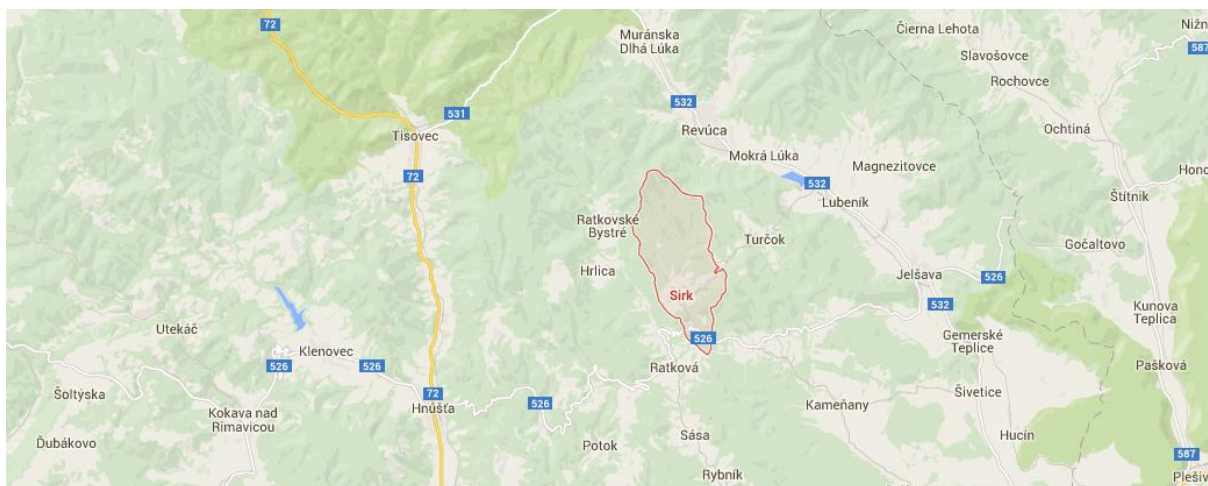 72
Čierna Lehota
Nižn
Muránska
Dlhá Lúka
Slavošovce
587
Rochovce
532
531
Ochtiná
Tisovec
Revúca
Mokrá Lúka
Magnezitovce
Hono
72
532
Lubeník
Štítnik
Ratkovské
Bystré
Turčok
Gočaltovo
Hrlica
Jelšava
526
Sirk
532
Kunova
Teplica
Utekáč
526
Gemerské
Teplice
Klenovec
526
526
Ratková
Pašková
Šoltýska
72
Šivetice
526
Hnúšťa
Kameňany
Kokava nad
Rimavicou
Ďubákovo
Potok
Sása
Hucín
587
Rybník
Plešiv